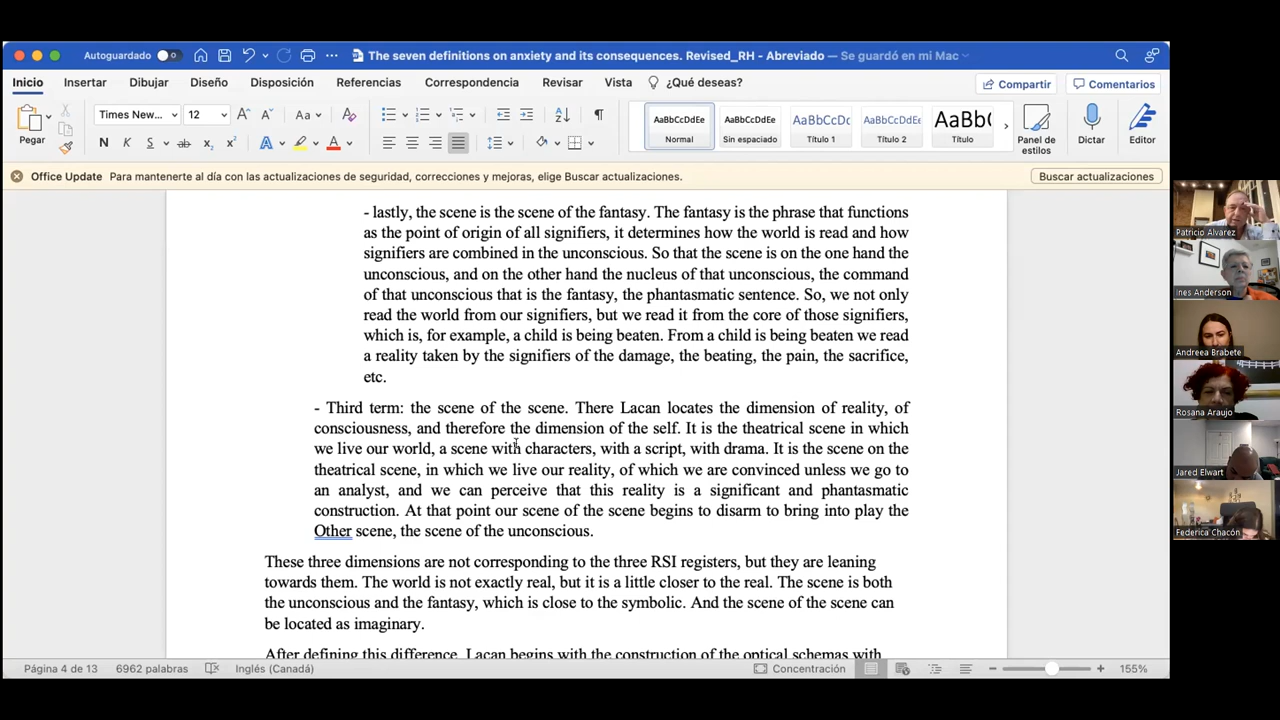 Autoguardado
The seven definitions on anxiety and its consequences. Revised_RH - Abreviado — Se guardó en mi Mac
Inicio Insertar Dibujar Diseño Disposición Referencias Correspondencia Revisar Vista ¿Qué deseas? Compartir Comentarios
Pegar
Times New... 12 Aa
N K S ab x₂ x² A A
AaBbCcDdEe AaBbCcDdEe AaBbCcDc AaBbCcDdEe AaBb(
Normal Sin espaciado Título 1 Título 2 Título
Panel de estilos Dictar Editor
Office Update Para mantenerte al día con las actualizaciones de seguridad, correcciones y mejoras, elige Buscar actualizaciones. Buscar actualizaciones
- lastly, the scene is the scene of the fantasy. The fantasy is the phrase that functions
as the point of origin of all signifiers, it determines how the world is read and how
signifiers are combined in the unconscious. So that the scene is on the one hand the
unconscious, and on the other hand the nucleus of that unconscious, the command
of that unconscious that is the fantasy, the phantasmatic sentence. So, we not only
read the world from our signifiers, but we read it from the core of those signifiers,
which is, for example, a child is being beaten. From a child is being beaten we read
a reality taken by the signifiers of the damage, the beating, the pain, the sacrifice,
etc.
- Third term: the scene of the scene. There Lacan locates the dimension of reality, of
consciousness, and therefore the dimension of the self. It is the theatrical scene in which
we live our world, a scene with characters, with a script, with drama. It is the scene on the
theatrical scene, in which we live our reality, of which we are convinced unless we go to
an analyst, and we can perceive that this reality is a significant and phantasmatic
construction. At that point our scene of the scene begins to disarm to bring into play the
Other scene, the scene of the unconscious.
These three dimensions are not corresponding to the three RSI registers, but they are leaning
towards them. The world is not exactly real, but it is a little closer to the real. The scene is both
the unconscious and the fantasy, which is close to the symbolic. And the scene of the scene can
be located as imaginary.
After defining this difference, Lacan begins with the construction of the optical schemas with
Página 4 de 13 6962 palabras Inglés (Canadá) Concentración 155%
Patricio Alvarez
Ines Anderson
Andreea Brabete
Rosana Araujo
Jared Elwart
Federica Chacón